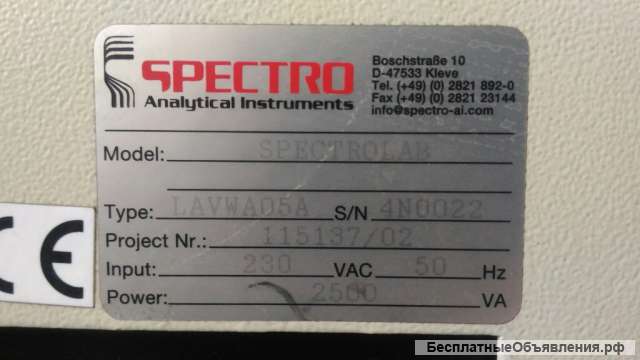 SPECTRO
Analytical Instruments
Boschstraße 10
D-47533 Kleve
Tel. (+49) (0) 2821 892-0
Fax (+49) (0) 2821 23144
info@spectro-ai.com
Model: SPECTROLAB
Type: LAVWA05A S/N 4N0022
Project Nr.: 115137/02
Input: 230 VAC 50 Hz
Power: 2500 VA
CE
БесплатныеОбъявления.рф